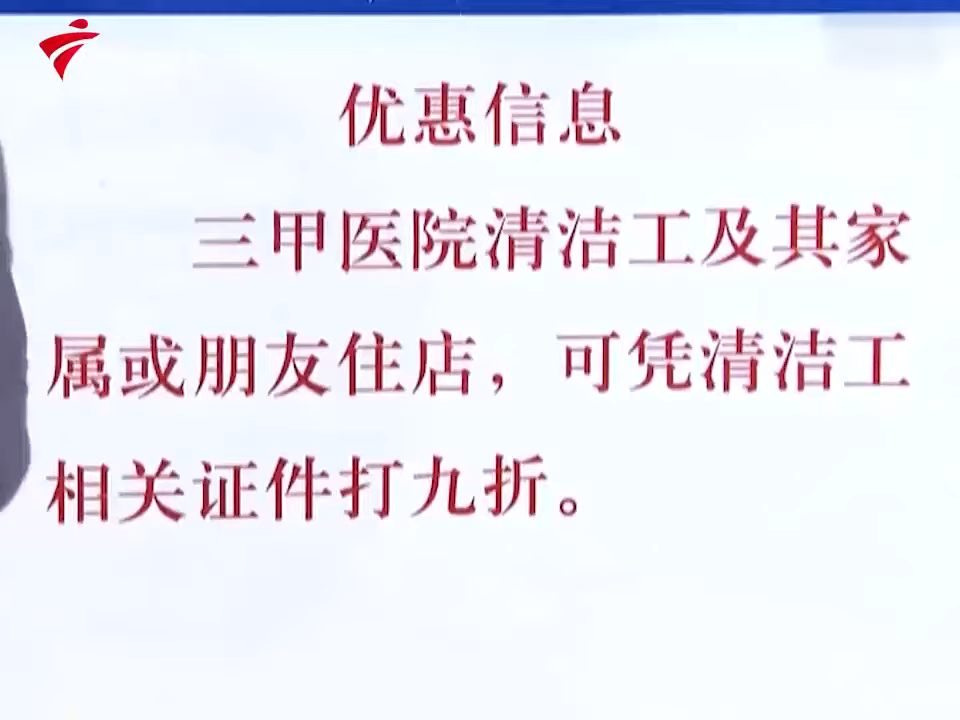 优惠信息
三甲医院清洁工及其家
属或朋友住店，可凭清洁工
相关证件打九折。